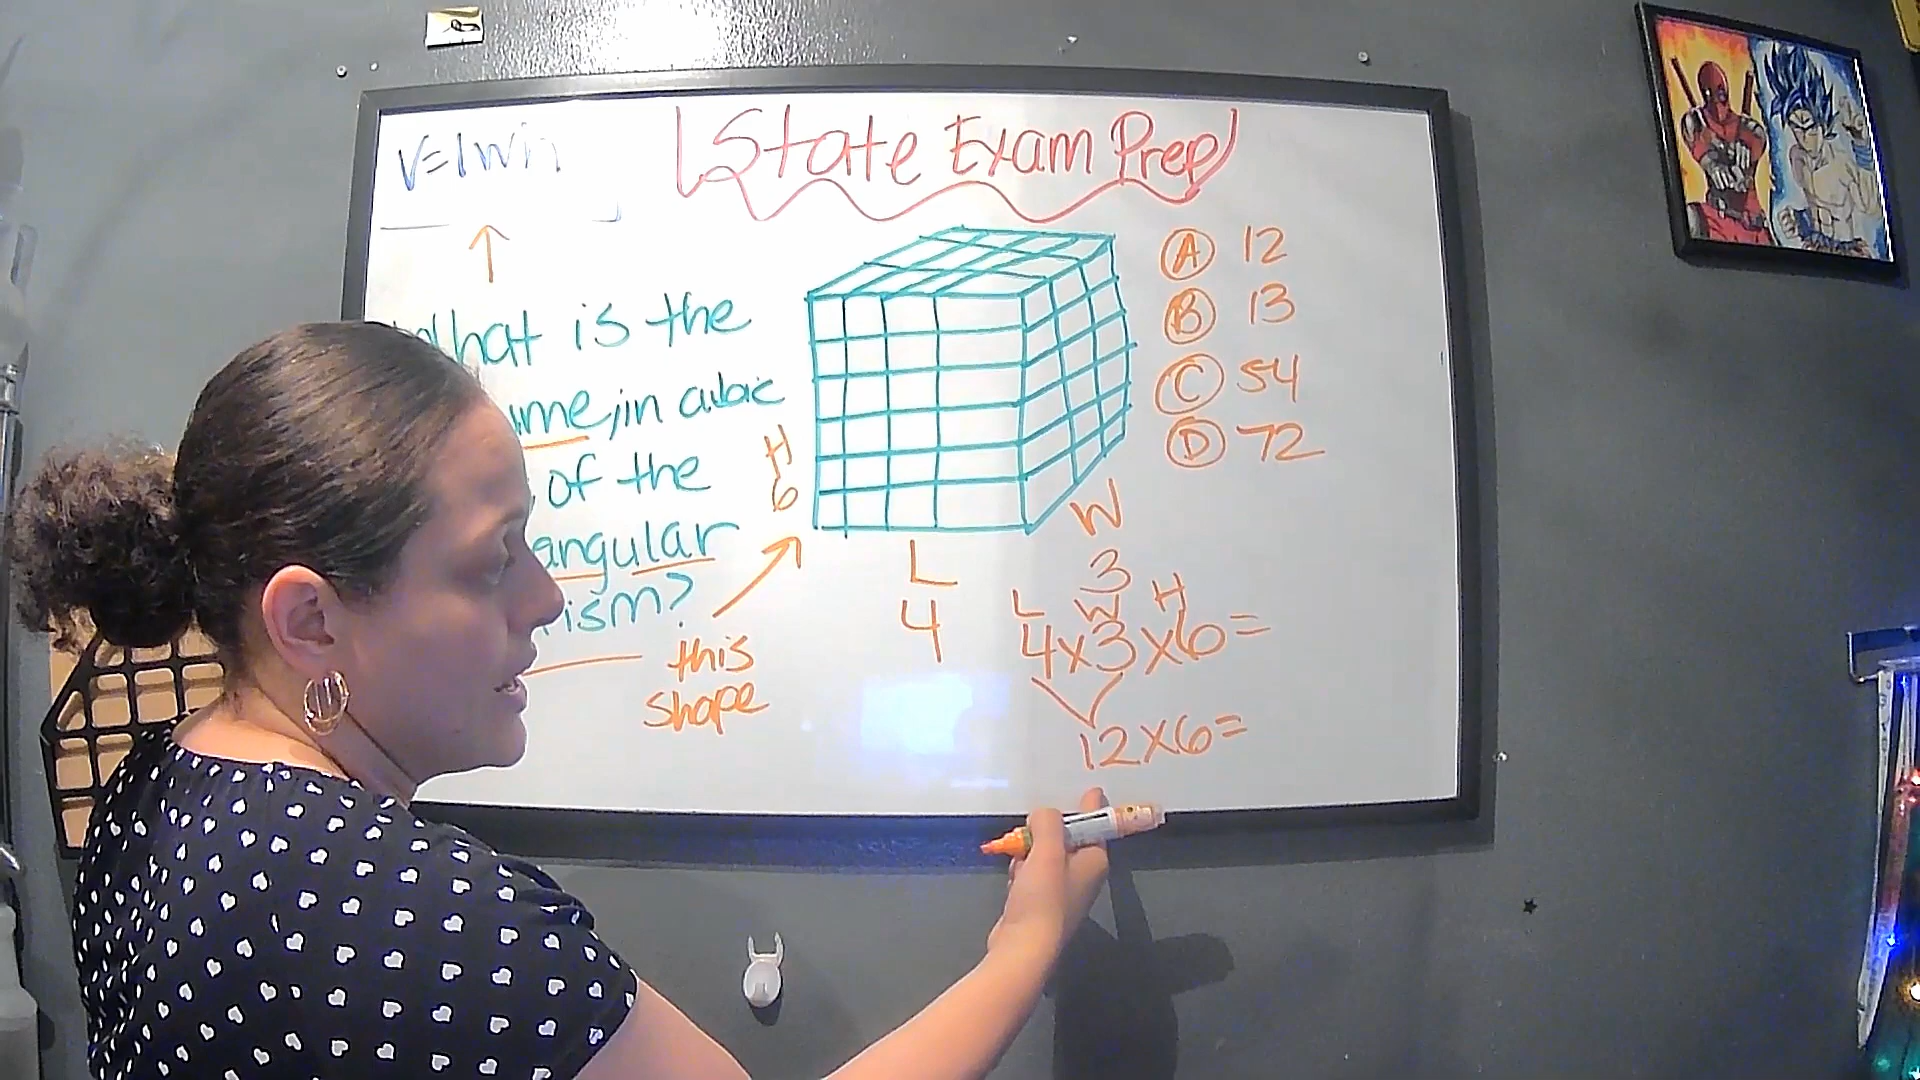 V=lwh
State Exam Prep
What is the
ume, in cubic
of the
angular
ism?
this
shape
H
6
L
4
W
3
A 12
B 13
C 54
D 72
L W H
4x3x6=
12x6=